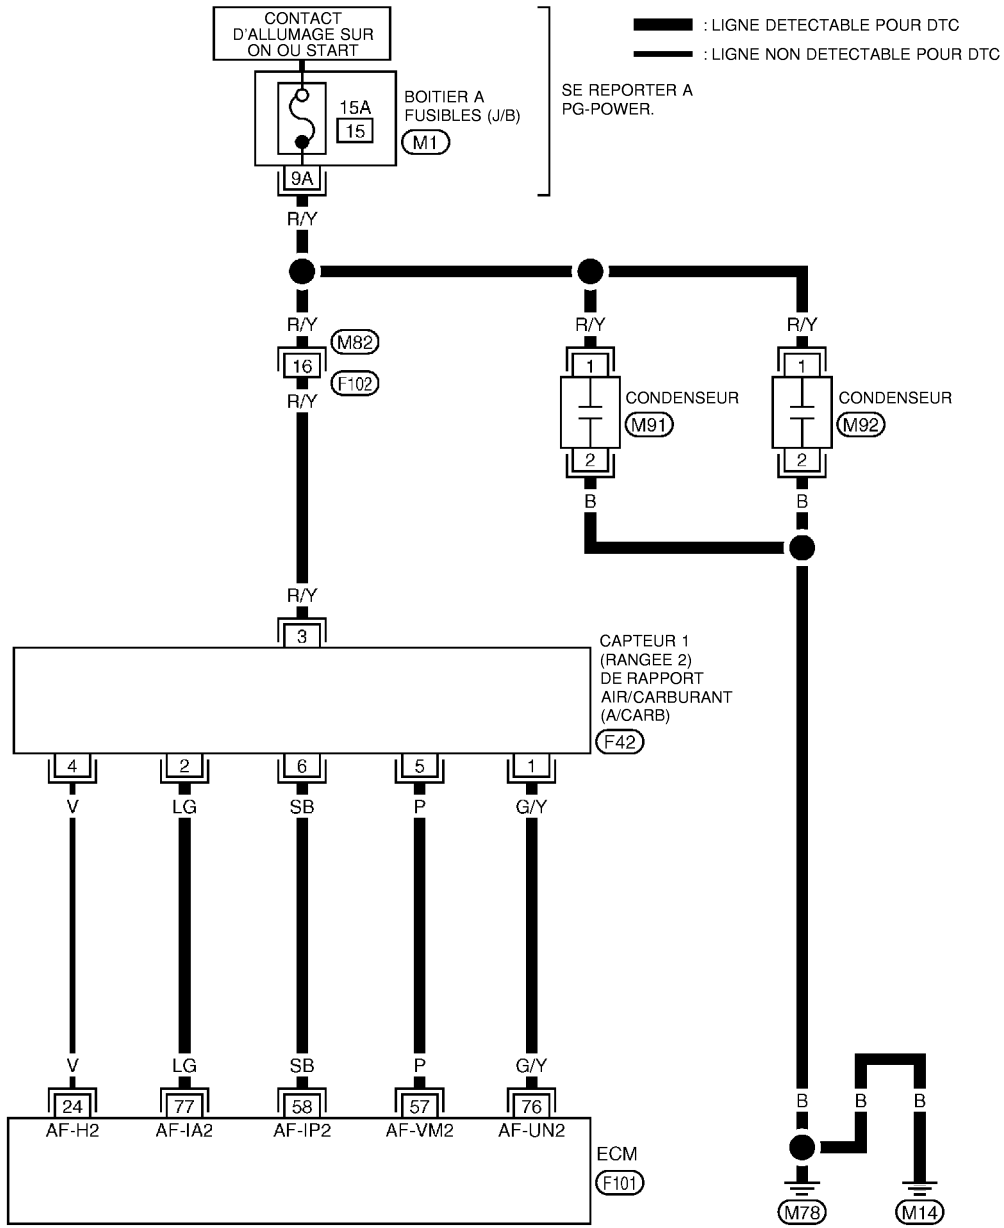 CONTACT
D'ALLUMAGE SUR
ON OU START
: LIGNE DETECTABLE POUR DTC
: LIGNE NON DETECTABLE POUR DTC
15A
15
BOITIER A
FUSIBLES (J/B)
M1
SE REPORTER A
PG-POWER.
9A
R/Y
R/Y
R/Y
R/Y
M82
16
F102
R/Y
1
1
CONDENSEUR
M91
CONDENSEUR
M92
2
2
B
B
R/Y
3
CAPTEUR 1
(RANGEE 2)
DE RAPPORT
AIR/CARBURANT
(A/CARB)
F42
4
2
6
5
1
V
LG
SB
P
G/Y
V
LG
SB
P
G/Y
24
77
58
57
76
AF-H2
AF-IA2
AF-IP2
AF-VM2
AF-UN2
ECM
F101
B
B
B
M78
M14